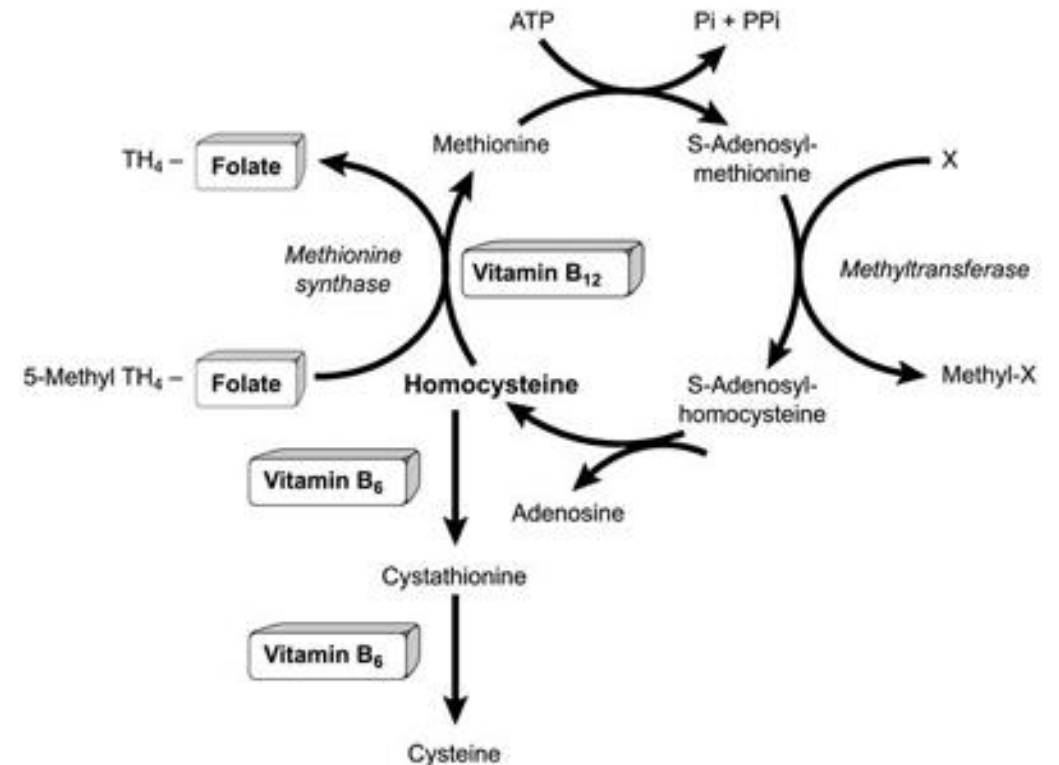 ATP
Pi + PPi
Methionine
S-Adenosyl-
methionine
TH₄ –
Folate
X
Methionine
synthase
Vitamin B₁₂
Methyltransferase
5-Methyl TH₄ –
Folate
Homocysteine
S-Adenosyl-
homocysteine
Methyl-X
Vitamin B₆
Adenosine
Cystathionine
Vitamin B₆
Cysteine